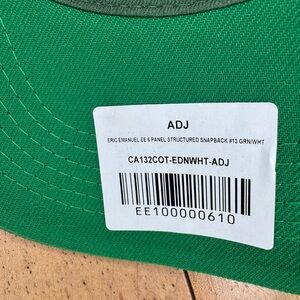 ADJ
ERIC EMANUEL EE 6 PANEL STRUCTURED SNAPBACK #13 GRN/WHT
CA132COT-EDNWHT-ADJ
EE100000610